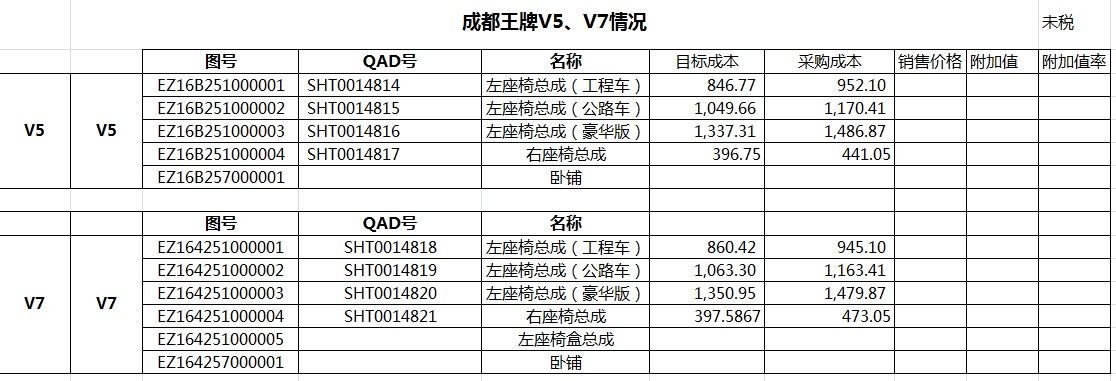 成都王牌V5、V7情况 未税
图号 QAD号 名称 目标成本 采购成本 销售价格 附加值 附加值率
EZ16B251000001 SHT0014814 左座椅总成（工程车） 846.77 952.10
EZ16B251000002 SHT0014815 左座椅总成（公路车） 1,049.66 1,170.41
V5 V5 EZ16B251000003 SHT0014816 左座椅总成（豪华版） 1,337.31 1,486.87
EZ16B251000004 SHT0014817 右座椅总成 396.75 441.05
EZ16B257000001 卧铺
图号 QAD号 名称
EZ164251000001 SHT0014818 左座椅总成（工程车） 860.42 945.10
EZ164251000002 SHT0014819 左座椅总成（公路车） 1,063.30 1,163.41
V7 V7 EZ164251000003 SHT0014820 左座椅总成（豪华版） 1,350.95 1,479.87
EZ164251000004 SHT0014821 右座椅总成 397.5867 473.05
EZ164251000005 左座椅盒总成
EZ164257000001 卧铺